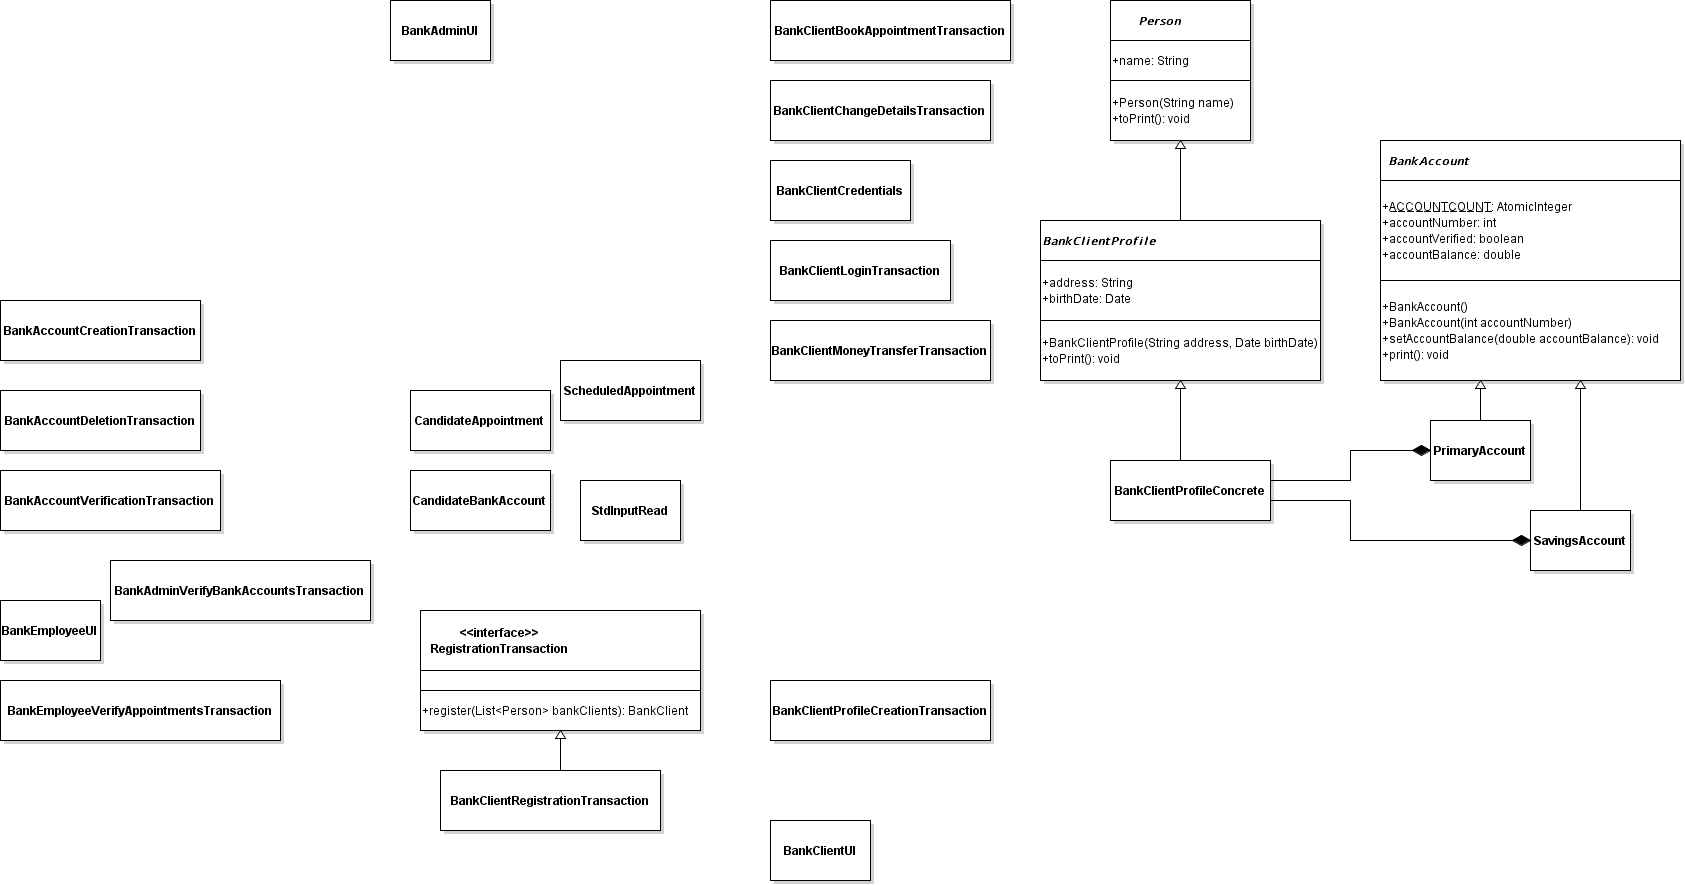 BankAdminUI
BankClientBookAppointmentTransaction
BankClientChangeDetailsTransaction
BankClientCredentials
BankClientLoginTransaction
BankClientMoneyTransferTransaction
Person
+name: String
+Person(String name)
+toPrint(): void
BankClientProfile
+address: String
+birthDate: Date
+BankClientProfile(String address, Date birthDate)
+toPrint(): void
BankAccount
+ACCOUNTCOUNT: AtomicInteger
+accountNumber: int
+accountVerified: boolean
+accountBalance: double
+BankAccount()
+BankAccount(int accountNumber)
+setAccountBalance(double accountBalance): void
+print(): void
BankAccountCreationTransaction
BankAccountDeletionTransaction
BankAccountVerificationTransaction
ScheduledAppointment
CandidateAppointment
CandidateBankAccount
StdInputRead
BankClientProfileConcrete
PrimaryAccount
SavingsAccount
BankAdminVerifyBankAccountsTransaction
BankEmployeeUI
BankEmployeeVerifyAppointmentsTransaction
<<interface>>
RegistrationTransaction
+register(List<Person> bankClients): BankClient
BankClientRegistrationTransaction
BankClientProfileCreationTransaction
BankClientUI